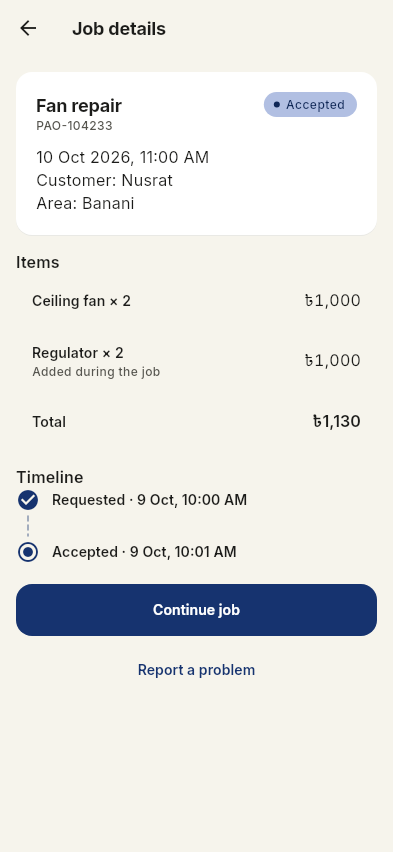 Job details
Fan repair
Accepted
PAO-104233
10 Oct 2026, 11:00 AM
Customer: Nusrat
Area: Banani
Items
Ceiling fan × 2
৳1,000
Regulator × 2
Added during the job
৳1,000
Total
৳1,130
Timeline
Requested · 9 Oct, 10:00 AM
Accepted · 9 Oct, 10:01 AM
Continue job
Report a problem